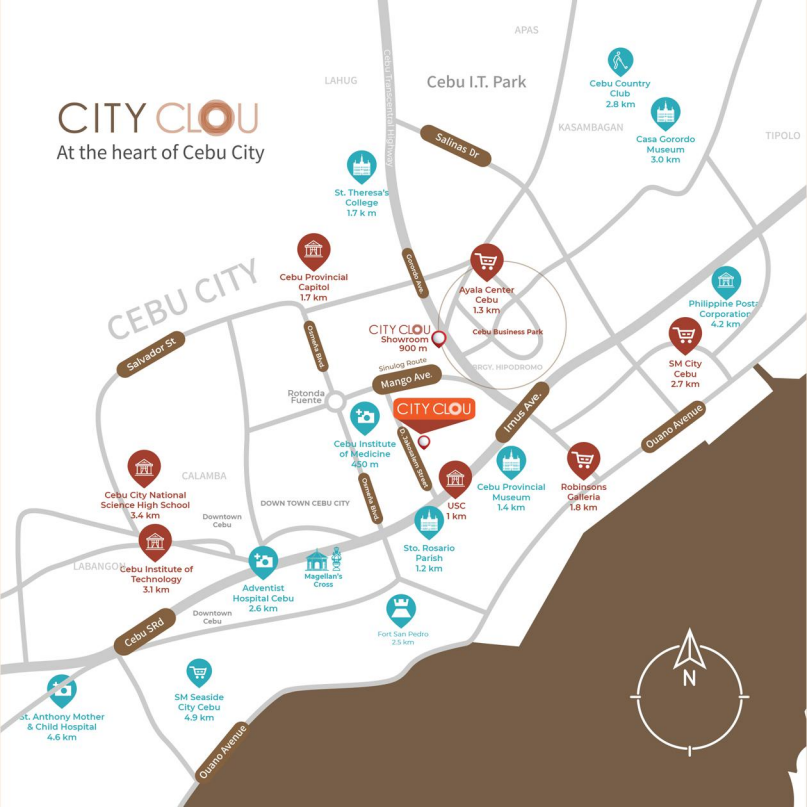 APAS
LAHUG
Cebu I.T. Park
Cebu Transcentral Highway
Cebu Country
Club
2.8 km
CITY CLOU
At the heart of Cebu City
KASAMBAGAN
Casa Gorordo
Museum
3.0 km
TIPOLO
Salinas Dr
St. Theresa's
College
1.7 k m
CEBU CITY
Cebu Provincial
Capitol
1.7 km
Gorordo Ave.
Ayala Center
Cebu
1.3 km
Cebu Business Park
Philippine Posta
Corporation
4.2 km
CITY CLOU
Showroom
900 m
Salvador St
Osmeña Blvd.
SM City
Cebu
2.7 km
BRGY. HIPODROMO
Sinulog Route
Mango Ave.
Rotonda
Fuente
CITY CLOU
Imus Ave.
Ouano Avenue
Cebu Institute
of Medicine
450 m
D.Jakosalem Street
Cebu City National
Science High School
3.4 km
CALAMBA
Osmeña Blvd.
USC
1 km
Cebu Provincial
Museum
1.4 km
Robinsons
Galleria
1.8 km
DOWN TOWN CEBU CITY
Downtown
Cebu
Sto. Rosario
Parish
1.2 km
LABANGON
Cebu Institute of
Technology
3.1 km
Adventist
Hospital Cebu
2.6 km
Magellan's
Cross
Downtown
Cebu
Cebu SRd
Fort San Pedro
2.5 km
N
SM Seaside
City Cebu
4.9 km
St. Anthony Mother
& Child Hospital
4.6 km
Ouano Avenue